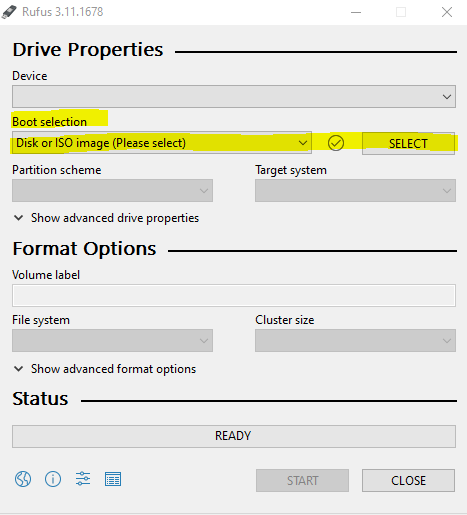 Rufus 3.11.1678
Drive Properties
Device
Boot selection
Disk or ISO image (Please select)
SELECT
Partition scheme
Target system
Show advanced drive properties
Format Options
Volume label
File system
Cluster size
Show advanced format options
Status
READY
START
CLOSE